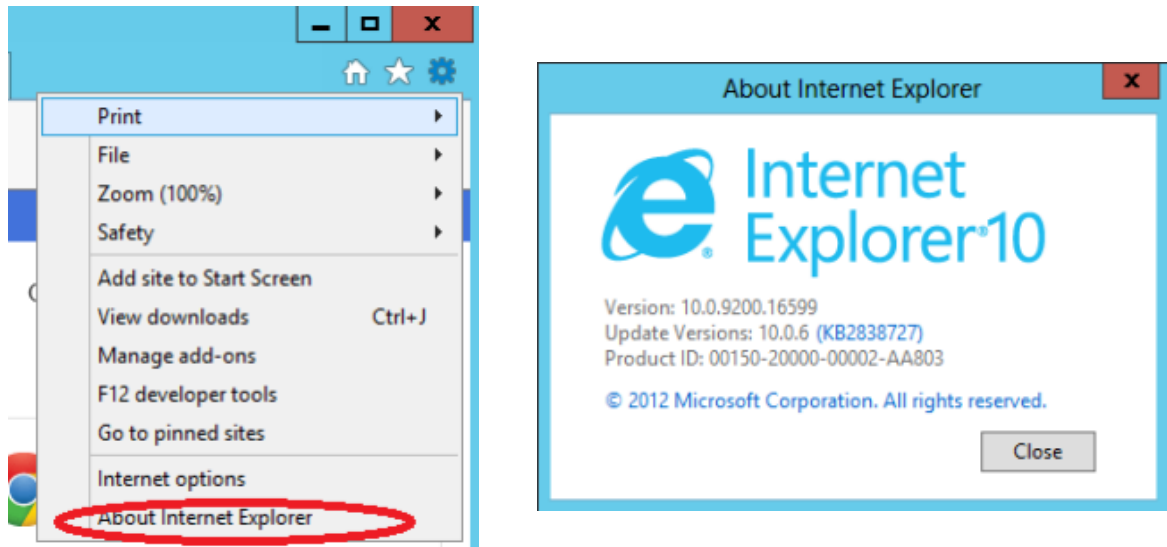 Print
File
Zoom (100%)
Safety
Add site to Start Screen
View downloads Ctrl+J
Manage add-ons
F12 developer tools
Go to pinned sites
Internet options
About Internet Explorer
About Internet Explorer
Internet
Explorer®10
Version: 10.0.9200.16599
Update Versions: 10.0.6 (KB2838727)
Product ID: 00150-20000-00002-AA803
© 2012 Microsoft Corporation. All rights reserved.
Close